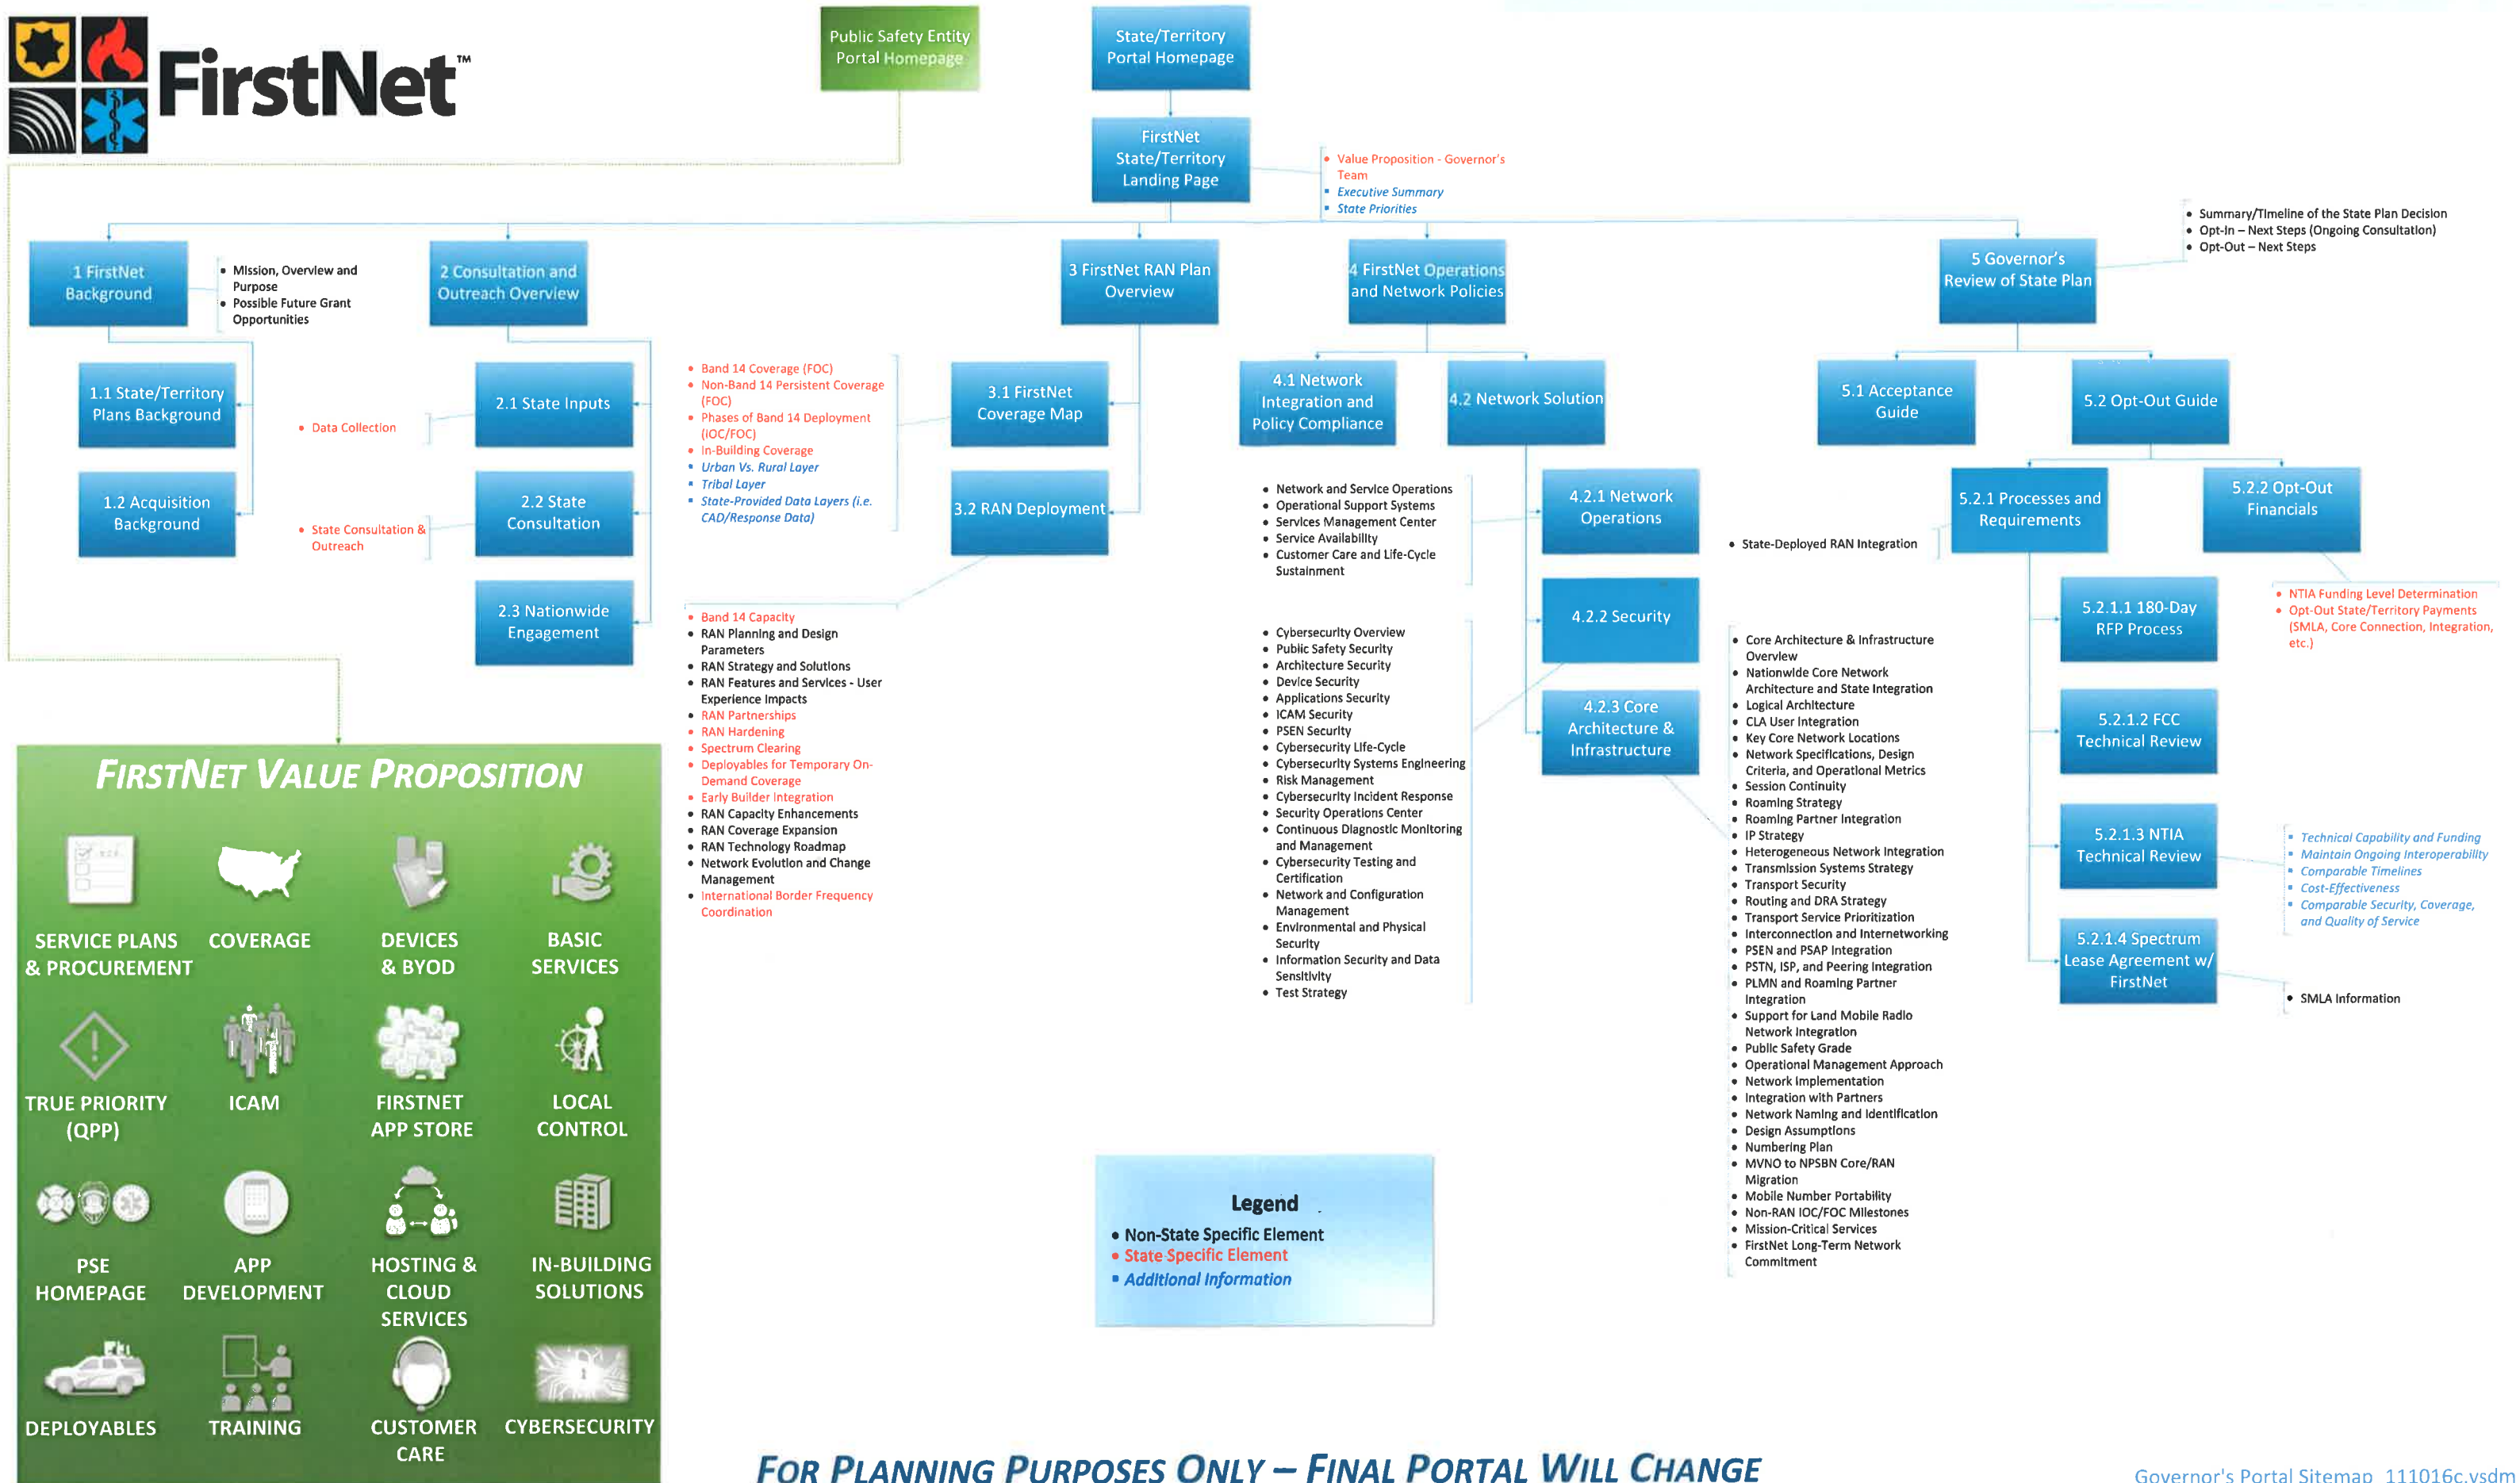 FirstNet™
Public Safety Entity
Portal Homepage
State/Territory
Portal Homepage
FirstNet
State/Territory
Landing Page
• Value Proposition - Governor's
Team
▪ Executive Summary
▪ State Priorities
1 FirstNet
Background
• Mission, Overview and
Purpose
• Possible Future Grant
Opportunities
1.1 State/Territory
Plans Background
1.2 Acquisition
Background
2 Consultation and
Outreach Overview
2.1 State Inputs
• Data Collection
2.2 State
Consultation
• State Consultation &
Outreach
2.3 Nationwide
Engagement
3 FirstNet RAN Plan
Overview
3.1 FirstNet
Coverage Map
• Band 14 Coverage (FOC)
• Non-Band 14 Persistent Coverage
(FOC)
• Phases of Band 14 Deployment
(IOC/FOC)
• In-Building Coverage
▪ Urban Vs. Rural Layer
▪ Tribal Layer
▪ State-Provided Data Layers (i.e.
CAD/Response Data)
3.2 RAN Deployment
• Band 14 Capacity
• RAN Planning and Design
Parameters
• RAN Strategy and Solutions
• RAN Features and Services - User
Experience Impacts
• RAN Partnerships
• RAN Hardening
• Spectrum Clearing
• Deployables for Temporary On-
Demand Coverage
• Early Builder Integration
• RAN Capacity Enhancements
• RAN Coverage Expansion
• RAN Technology Roadmap
• Network Evolution and Change
Management
• International Border Frequency
Coordination
4 FirstNet Operations
and Network Policies
4.1 Network
Integration and
Policy Compliance
4.2 Network Solution
4.2.1 Network
Operations
• Network and Service Operations
• Operational Support Systems
• Services Management Center
• Service Availability
• Customer Care and Life-Cycle
Sustainment
4.2.2 Security
• Cybersecurity Overview
• Public Safety Security
• Architecture Security
• Device Security
• Applications Security
• ICAM Security
• PSEN Security
• Cybersecurity Life-Cycle
• Cybersecurity Systems Engineering
• Risk Management
• Cybersecurity Incident Response
• Security Operations Center
• Continuous Diagnostic Monitoring
and Management
• Cybersecurity Testing and
Certification
• Network and Configuration
Management
• Environmental and Physical
Security
• Information Security and Data
Sensitivity
• Test Strategy
4.2.3 Core
Architecture &
Infrastructure
• Core Architecture & Infrastructure
Overview
• Nationwide Core Network
Architecture and State Integration
• Logical Architecture
• CLA User Integration
• Key Core Network Locations
• Network Specifications, Design
Criteria, and Operational Metrics
• Session Continuity
• Roaming Strategy
• Roaming Partner Integration
• IP Strategy
• Heterogeneous Network Integration
• Transmission Systems Strategy
• Transport Security
• Routing and DRA Strategy
• Transport Service Prioritization
• Interconnection and Internetworking
• PSEN and PSAP Integration
• PSTN, ISP, and Peering Integration
• PLMN and Roaming Partner
Integration
• Support for Land Mobile Radio
Network Integration
• Public Safety Grade
• Operational Management Approach
• Network Implementation
• Integration with Partners
• Network Naming and Identification
• Design Assumptions
• Numbering Plan
• MVNO to NPSBN Core/RAN
Migration
• Mobile Number Portability
• Non-RAN IOC/FOC Milestones
• Mission-Critical Services
• FirstNet Long-Term Network
Commitment
5 Governor's
Review of State Plan
• Summary/Timeline of the State Plan Decision
• Opt-In – Next Steps (Ongoing Consultation)
• Opt-Out – Next Steps
5.1 Acceptance
Guide
5.2 Opt-Out Guide
5.2.1 Processes and
Requirements
• State-Deployed RAN Integration
5.2.2 Opt-Out
Financials
• NTIA Funding Level Determination
• Opt-Out State/Territory Payments
(SMLA, Core Connection, Integration,
etc.)
5.2.1.1 180-Day
RFP Process
5.2.1.2 FCC
Technical Review
5.2.1.3 NTIA
Technical Review
▪ Technical Capability and Funding
▪ Maintain Ongoing Interoperability
▪ Comparable Timelines
▪ Cost-Effectiveness
▪ Comparable Security, Coverage,
and Quality of Service
5.2.1.4 Spectrum
Lease Agreement w/
FirstNet
• SMLA Information
FIRSTNET VALUE PROPOSITION
SERVICE PLANS
& PROCUREMENT
COVERAGE
DEVICES
& BYOD
BASIC
SERVICES
TRUE PRIORITY
(QPP)
ICAM
FIRSTNET
APP STORE
LOCAL
CONTROL
PSE
HOMEPAGE
APP
DEVELOPMENT
HOSTING &
CLOUD
SERVICES
IN-BUILDING
SOLUTIONS
DEPLOYABLES
TRAINING
CUSTOMER
CARE
CYBERSECURITY
Legend
• Non-State Specific Element
• State Specific Element
▪ Additional Information
FOR PLANNING PURPOSES ONLY – FINAL PORTAL WILL CHANGE
Governor's Portal Sitemap_111016c.vsdm